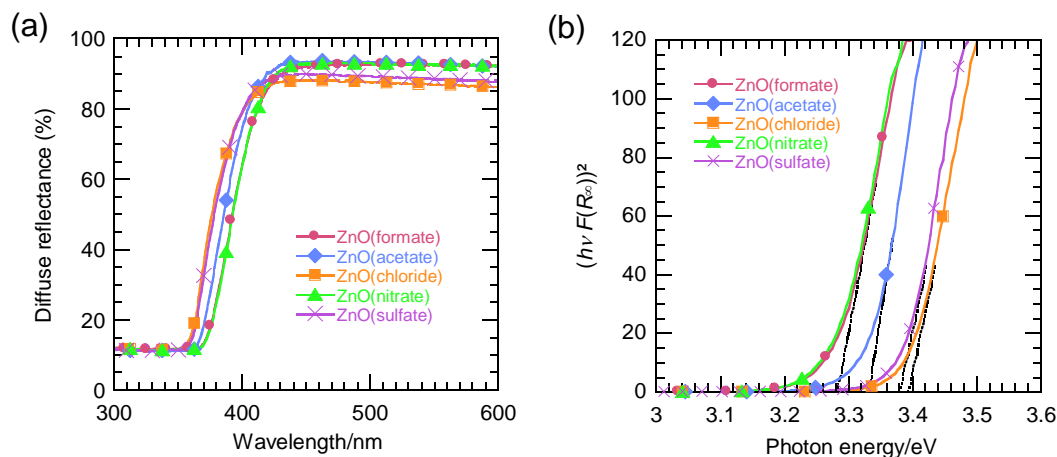 (a)
Diffuse reflectance (%)
100
80
60
40
20
0
ZnO(formate)
ZnO(acetate)
ZnO(chloride)
ZnO(nitrate)
ZnO(sulfate)
300
400
500
600
Wavelength/nm
(b)
(hν F(R∞))²
120
100
80
60
40
20
0
ZnO(formate)
ZnO(acetate)
ZnO(chloride)
ZnO(nitrate)
ZnO(sulfate)
3
3.1
3.2
3.3
3.4
3.5
3.6
Photon energy/eV